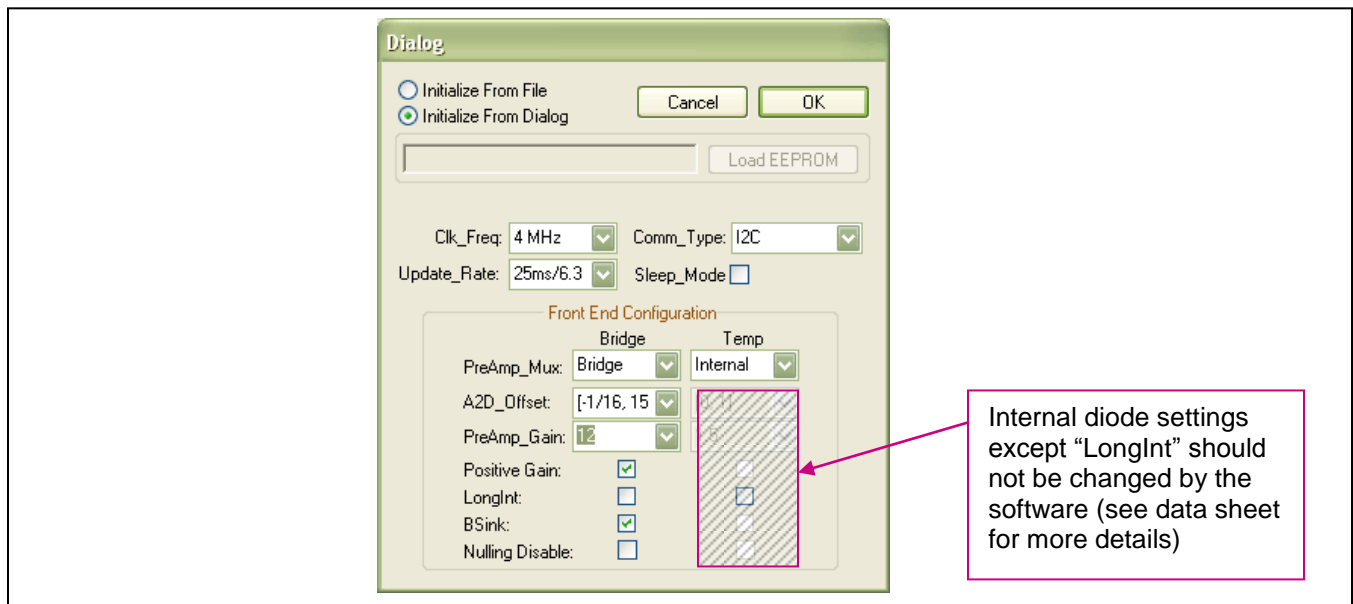 Dialog
Initialize From File
Initialize From Dialog
Cancel
OK
Load EEPROM
Clk_Freq: 4 MHz Comm_Type: I2C
Update_Rate: 25ms/6.3 Sleep_Mode
Front End Configuration
Bridge Temp
PreAmp_Mux: Bridge Internal
A2D_Offset: [-1/16, 15
PreAmp_Gain: 12
Positive Gain:
LongInt:
BSink:
Nulling Disable:
Internal diode settings
except “LongInt” should
not be changed by the
software (see data sheet
for more details)